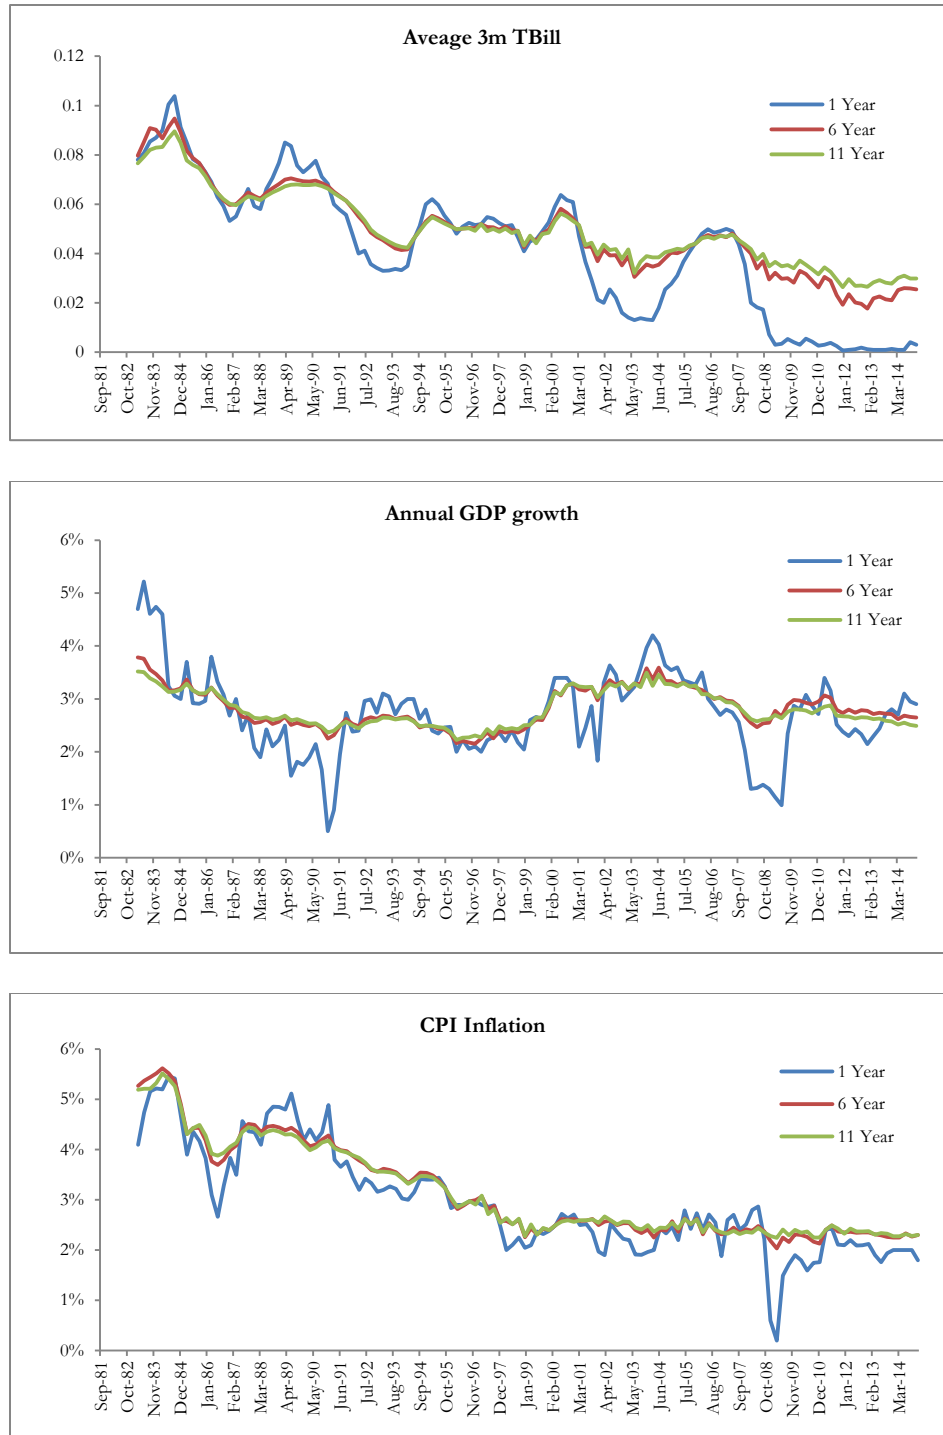 Aveage 3m TBill
0.12
0.1
0.08
0.06
0.04
0.02
0
1 Year
6 Year
11 Year
Sep-81
Oct-82
Nov-83
Dec-84
Jan-86
Feb-87
Mar-88
Apr-89
May-90
Jun-91
Jul-92
Aug-93
Sep-94
Oct-95
Nov-96
Dec-97
Jan-99
Feb-00
Mar-01
Apr-02
May-03
Jun-04
Jul-05
Aug-06
Sep-07
Oct-08
Nov-09
Dec-10
Jan-12
Feb-13
Mar-14
Annual GDP growth
6%
5%
4%
3%
2%
1%
0%
1 Year
6 Year
11 Year
Sep-81
Oct-82
Nov-83
Dec-84
Jan-86
Feb-87
Mar-88
Apr-89
May-90
Jun-91
Jul-92
Aug-93
Sep-94
Oct-95
Nov-96
Dec-97
Jan-99
Feb-00
Mar-01
Apr-02
May-03
Jun-04
Jul-05
Aug-06
Sep-07
Oct-08
Nov-09
Dec-10
Jan-12
Feb-13
Mar-14
CPI Inflation
6%
5%
4%
3%
2%
1%
0%
1 Year
6 Year
11 Year
Sep-81
Oct-82
Nov-83
Dec-84
Jan-86
Feb-87
Mar-88
Apr-89
May-90
Jun-91
Jul-92
Aug-93
Sep-94
Oct-95
Nov-96
Dec-97
Jan-99
Feb-00
Mar-01
Apr-02
May-03
Jun-04
Jul-05
Aug-06
Sep-07
Oct-08
Nov-09
Dec-10
Jan-12
Feb-13
Mar-14